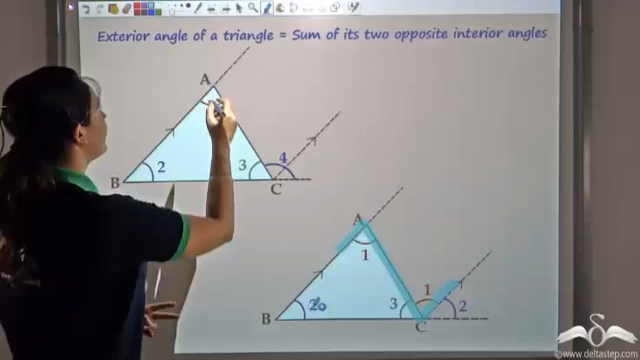 Exterior angle of a triangle = Sum of its two opposite interior angles
A
B
2
3
4
C
A
1
B
3
1
2
C
©www.deltastep.com